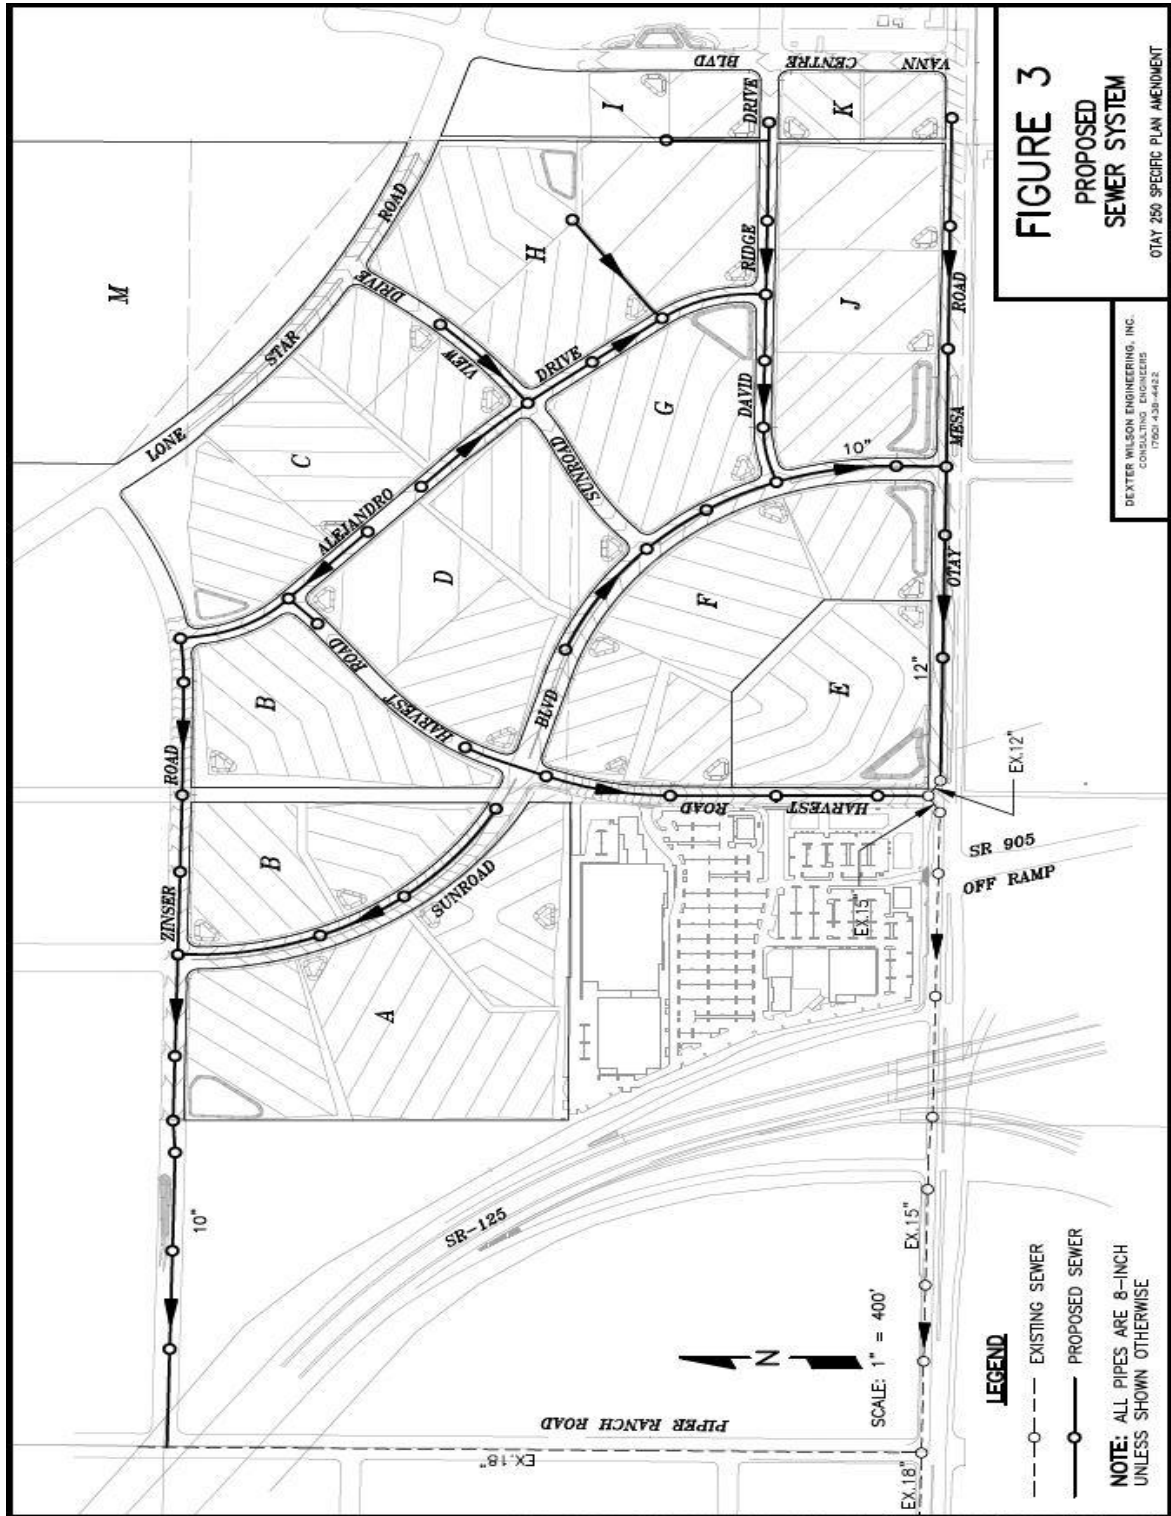 FIGURE 3
PROPOSED
SEWER SYSTEM
OTAY 250 SPECIFIC PLAN AMENDMENT
DEXTER WILSON ENGINEERING, INC.
CONSULTING ENGINEERS
(760) 438-4422
M
LONE
STAR
ROAD
I
K
VANN
CENTRE
BLVD
H
C
VIEW
DRIVE
ALEJANDRO
DRIVE
DAVID
RIDGE
DRIVE
J
G
SUNROAD
BLVD
10"
D
F
E
12"
OTAY
MESA
ROAD
B
HARVEST
ROAD
ZINSER
ROAD
B
SUNROAD
A
HARVEST
ROAD
EX.12"
EX.15"
SR 905
OFF RAMP
10"
SR-125
EX.15"
PIPER RANCH ROAD
EX.18"
EX.18"
N
SCALE: 1" = 400'
LEGEND
EXISTING SEWER
PROPOSED SEWER
NOTE: ALL PIPES ARE 8-INCH
UNLESS SHOWN OTHERWISE